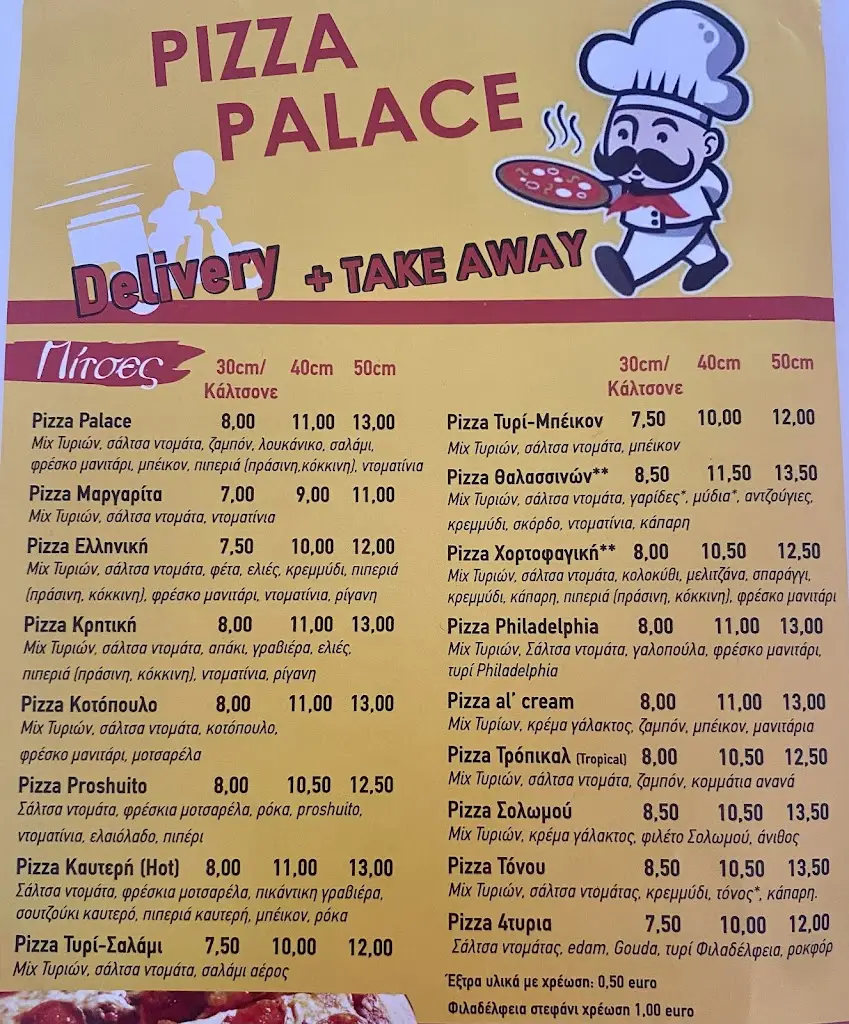 PIZZA
PALACE
Delivery + TAKE AWAY
Πίτσες
30cm/ 40cm 50cm
Κάλτσονε
Pizza Palace 8,00 11,00 13,00
Mix Τυριών, σάλτσα ντομάτα, ζαμπόν, λουκάνικο, σαλάμι,
φρέσκο μανιτάρι, μπέικον, πιπεριά (πράσινη,κόκκινη), ντοματίνια
Pizza Μαργαρίτα 7,00 9,00 11,00
Mix Τυριών, σάλτσα ντομάτα, ντοματίνια
Pizza Ελληνική 7,50 10,00 12,00
Mix Τυριών, σάλτσα ντομάτα, φέτα, ελιές, κρεμμύδι, πιπεριά
(πράσινη, κόκκινη), φρέσκο μανιτάρι, ντοματίνια, ρίγανη
Pizza Κρητική 8,00 11,00 13,00
Mix Τυριών, σάλτσα ντομάτα, απάκι, γραβιέρα, ελιές,
πιπεριά (πράσινη, κόκκινη), ντοματίνια, ρίγανη
Pizza Κοτόπουλο 8,00 11,00 13,00
Mix Τυριών, σάλτσα ντομάτα, κοτόπουλο,
φρέσκο μανιτάρι, μοτσαρέλα
Pizza Proshuito 8,00 10,50 12,50
Σάλτσα ντομάτα, φρέσκια μοτσαρέλα, ρόκα, proshuito,
ντοματίνια, ελαιόλαδο, πιπέρι
Pizza Καυτερή (Hot) 8,00 11,00 13,00
Σάλτσα ντομάτα, φρέσκια μοτσαρέλα, πικάντικη γραβιέρα,
σουτζούκι καυτερό, πιπεριά καυτερή, μπέικον, ρόκα
Pizza Τυρί-Σαλάμι 7,50 10,00 12,00
Mix Τυριών, σάλτσα ντομάτα, σαλάμι αέρος
30cm/ 40cm 50cm
Κάλτσονε
Pizza Τυρί-Μπέικον 7,50 10,00 12,00
Mix Τυριών, σάλτσα ντομάτα, μπέικον
Pizza Θαλασσινών** 8,50 11,50 13,50
Mix Τυριών, σάλτσα ντομάτα, γαρίδες*, μύδια*, αντζούγιες,
κρεμμύδι, σκόρδο, ντοματίνια, κάπαρη
Pizza Χορτοφαγική** 8,00 10,50 12,50
Mix Τυριών, σάλτσα ντομάτα, κολοκύθι, μελιτζάνα, σπαράγγι,
κρεμμύδι, κάπαρη, πιπεριά (πράσινη, κόκκινη), φρέσκο μανιτάρι
Pizza Philadelphia 8,00 11,00 13,00
Mix Τυριών, Σάλτσα ντομάτα, γαλοπούλα, φρέσκο μανιτάρι,
τυρί Philadelphia
Pizza al' cream 8,00 11,00 13,00
Mix Τυρίων, κρέμα γάλακτος, ζαμπόν, μπέικον, μανιτάρια
Pizza Τρόπικαλ (Tropical) 8,00 10,50 12,50
Mix Τυριών, σάλτσα ντομάτα, ζαμπόν, κομμάτια ανανά
Pizza Σολωμού 8,50 10,50 13,50
Mix Τυριών, κρέμα γάλακτος, φιλέτο Σολωμού, άνιθος
Pizza Τόνου 8,50 10,50 13,50
Mix Τυριών, σάλτσα ντομάτας, κρεμμύδι, τόνος*, κάπαρη.
Pizza 4τυρια 7,50 10,00 12,00
Σάλτσα ντομάτας, edam, Gouda, τυρί Φιλαδέλφεια, ροκφόρ
Έξτρα υλικά με χρέωση: 0,50 euro
Φιλαδέλφεια στεφάνι χρέωση 1,00 euro